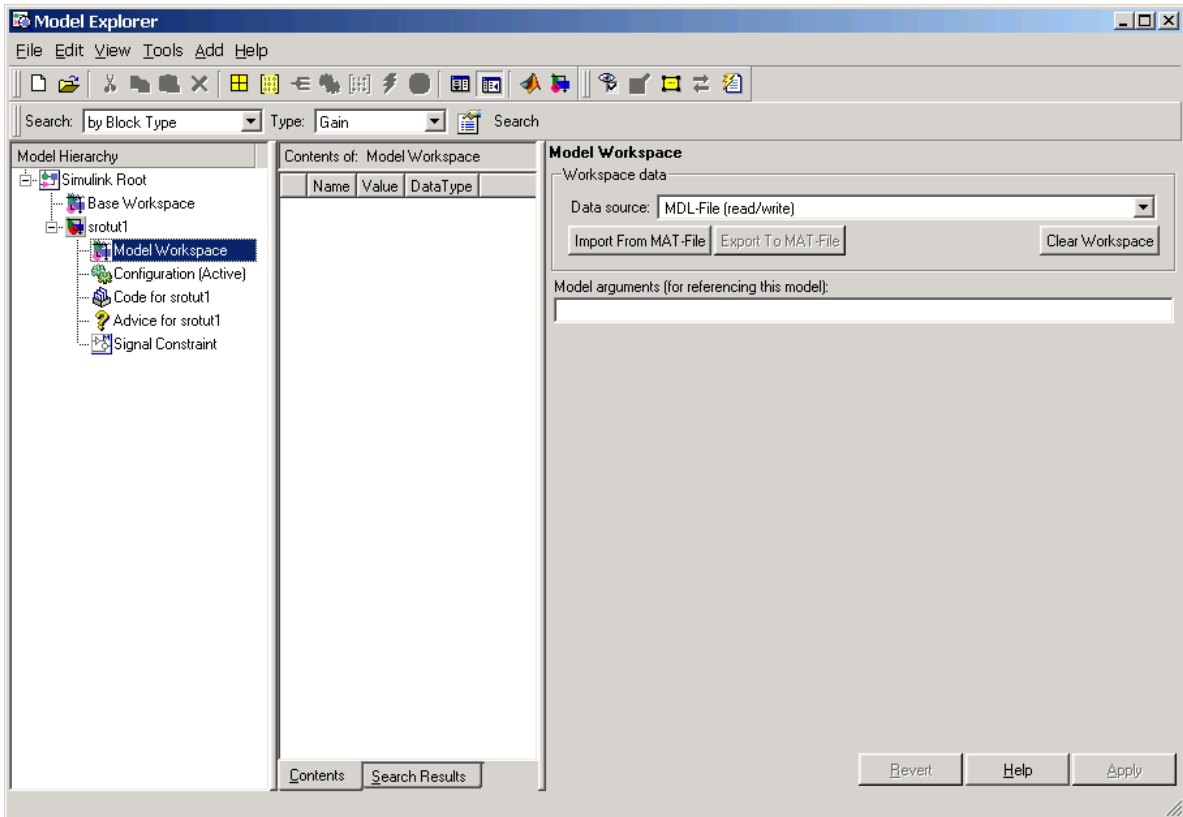 Model Explorer
File Edit View Tools Add Help
Search: by Block Type Type: Gain Search
Model Hierarchy
Simulink Root
Base Workspace
srotut1
Model Workspace
Configuration (Active)
Code for srotut1
Advice for srotut1
Signal Constraint
Contents of: Model Workspace
Name Value DataType
Contents Search Results
Model Workspace
Workspace data
Data source: MDL-File (read/write)
Import From MAT-File Export To MAT-File Clear Workspace
Model arguments (for referencing this model):
Revert Help Apply